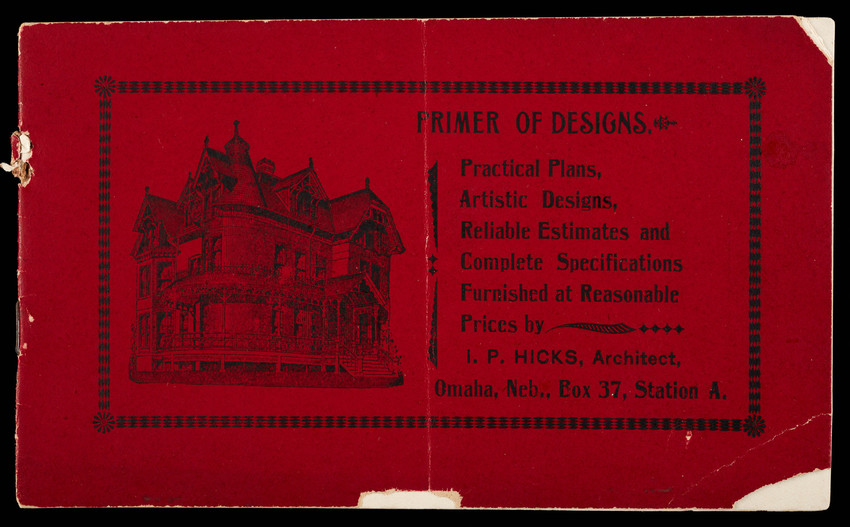 PRIMER OF DESIGNS.
Practical Plans,
Artistic Designs,
Reliable Estimates and
Complete Specifications
Furnished at Reasonable
Prices by
I. P. HICKS, Architect,
Omaha, Neb., Box 37, Station A.